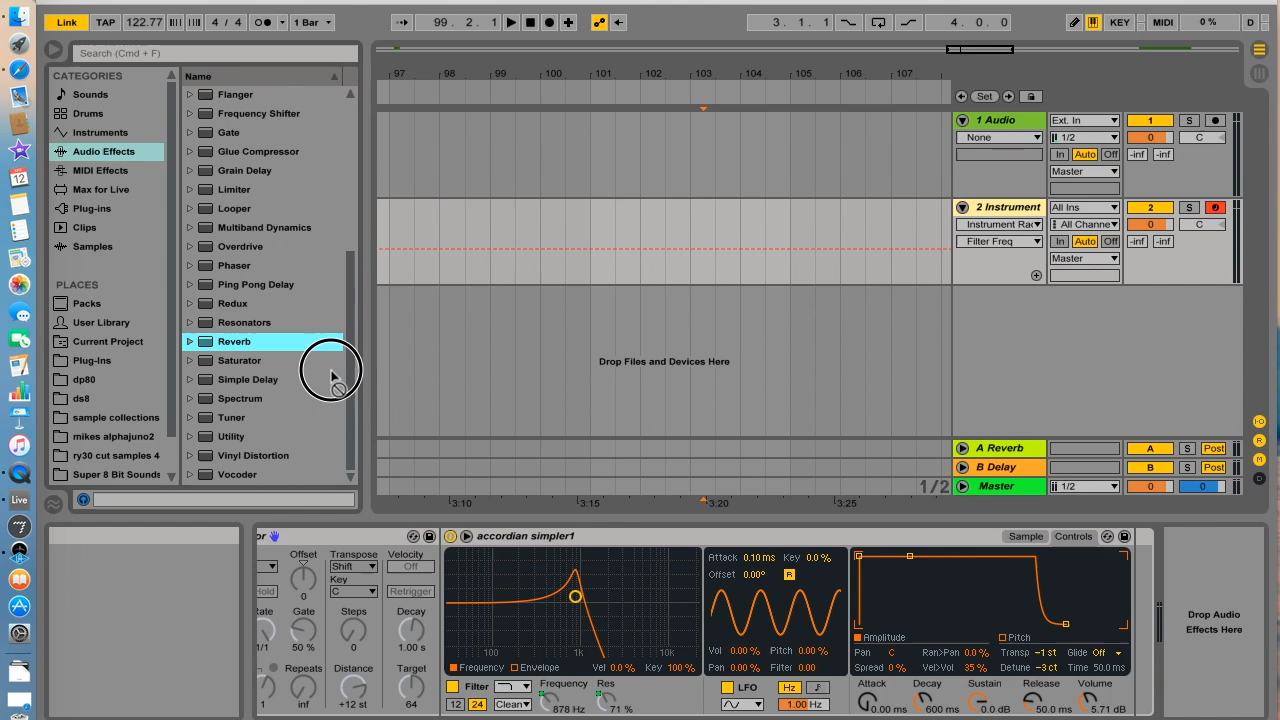 Link TAP 122.77 4 / 4 1 Bar 99. 2. 1 3. 1. 1 4. 0. 0 KEY MIDI 0 % D
Search (Cmd + F)
CATEGORIES
Sounds
Drums
Instruments
Audio Effects
MIDI Effects
Max for Live
Plug-ins
Clips
Samples
PLACES
Packs
User Library
Current Project
Plug-Ins
dp80
ds8
sample collections
mikes alphajuno2
ry30 cut samples 4
Super 8 Bit Sounds
Name
Flanger
Frequency Shifter
Gate
Glue Compressor
Grain Delay
Limiter
Looper
Multiband Dynamics
Overdrive
Phaser
Ping Pong Delay
Redux
Resonators
Reverb
Saturator
Simple Delay
Spectrum
Tuner
Utility
Vinyl Distortion
Vocoder
97 98 99 100 101 102 103 104 105 106 107
Set
Drop Files and Devices Here
1/2
3:10 3:15 3:20 3:25
1 Audio Ext. In 1 S
None 1/2 0 C
In Auto Off -inf -inf
Master
2 Instrument All Ins 2 S
Instrument Rac All Channe 0 C
Filter Freq In Auto Off -inf -inf
Master
A Reverb A S Post
B Delay B S Post
Master 1/2 0 0
Live
or
Offset Transpose Velocity
Shift Off
Key
0 C Retrigger
Hold
Rate Gate Steps Decay
1/1 50 % 0 1.00 s
Repeats Distance Target
inf +12 st 64
accordian simpler1 Sample Controls
100 1k 10k
Frequency Envelope Vel 0.0 % Key 100 %
Filter Frequency Res
12 24 Clean 878 Hz 71 %
Attack 0.10 ms Key 0.0 %
Offset 0.00° R
Vol 0.00 % Pitch 0.00 %
Pan 0.00 % Filter 0.00
LFO Hz
1.00 Hz
Amplitude Pitch
Pan C Ran>Pan 0.0 % Transp -1 st Glide Off
Spread 0 % Vel>Vol 35 % Detune -3 ct Time 50.0 ms
Attack Decay Sustain Release Volume
0.00 ms 600 ms 0.0 dB 50.0 ms 5.71 dB
Drop Audio
Effects Here